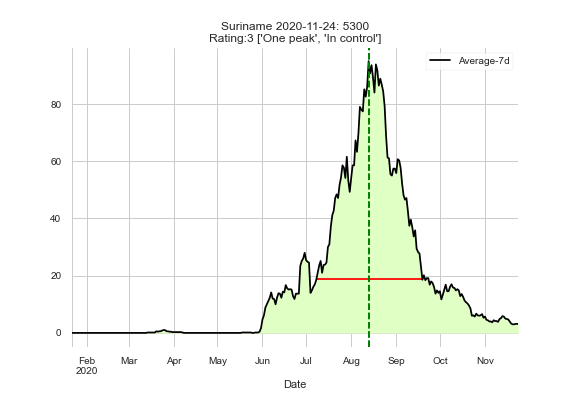 Suriname 2020-11-24: 5300
Rating:3 ['One peak', 'In control']
Average-7d
80
60
40
20
0
Feb Mar Apr May Jun Jul Aug Sep Oct Nov
2020
Date